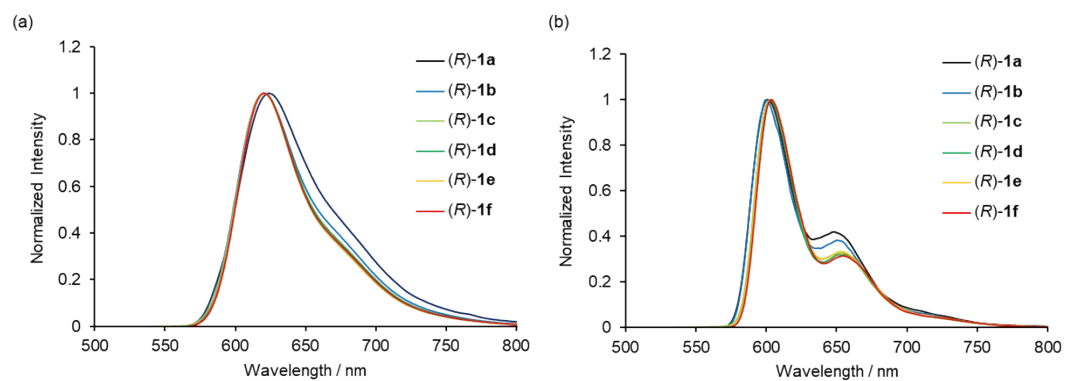 (a)
1.2
1
0.8
0.6
0.4
0.2
0
Normalized Intensity
500 550 600 650 700 750 800
Wavelength / nm
(R)-1a
(R)-1b
(R)-1c
(R)-1d
(R)-1e
(R)-1f
(b)
1.2
1
0.8
0.6
0.4
0.2
0
Normalized Intensity
500 550 600 650 700 750 800
Wavelength / nm
(R)-1a
(R)-1b
(R)-1c
(R)-1d
(R)-1e
(R)-1f